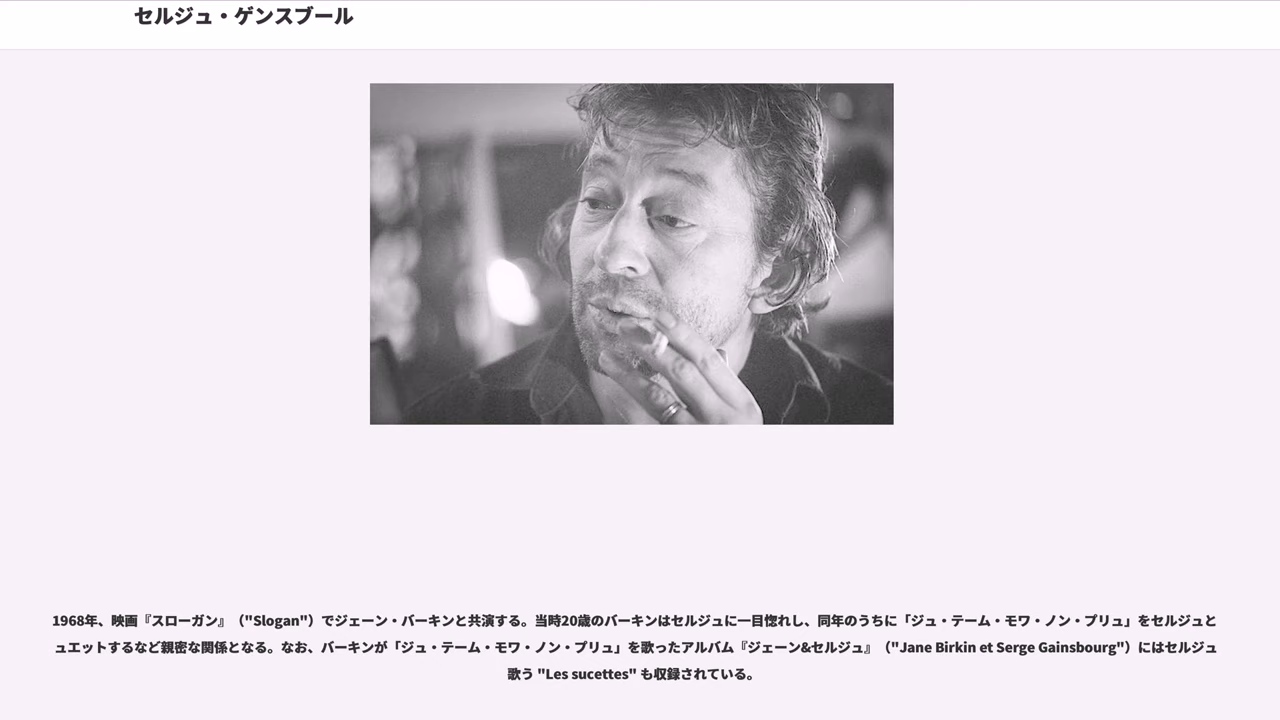 セルジュ・ゲンスブール
1968年、映画『スローガン』（"Slogan"）でジェーン・バーキンと共演する。当時20歳のバーキンはセルジュに一目惚れし、同年のうちに「ジュ・テーム・モワ・ノン・プリュ」をセルジュと
ュエットするなど親密な関係となる。なお、バーキンが「ジュ・テーム・モワ・ノン・プリュ」を歌ったアルバム『ジェーン&セルジュ』（"Jane Birkin et Serge Gainsbourg"）にはセルジュ
歌う "Les sucettes" も収録されている。